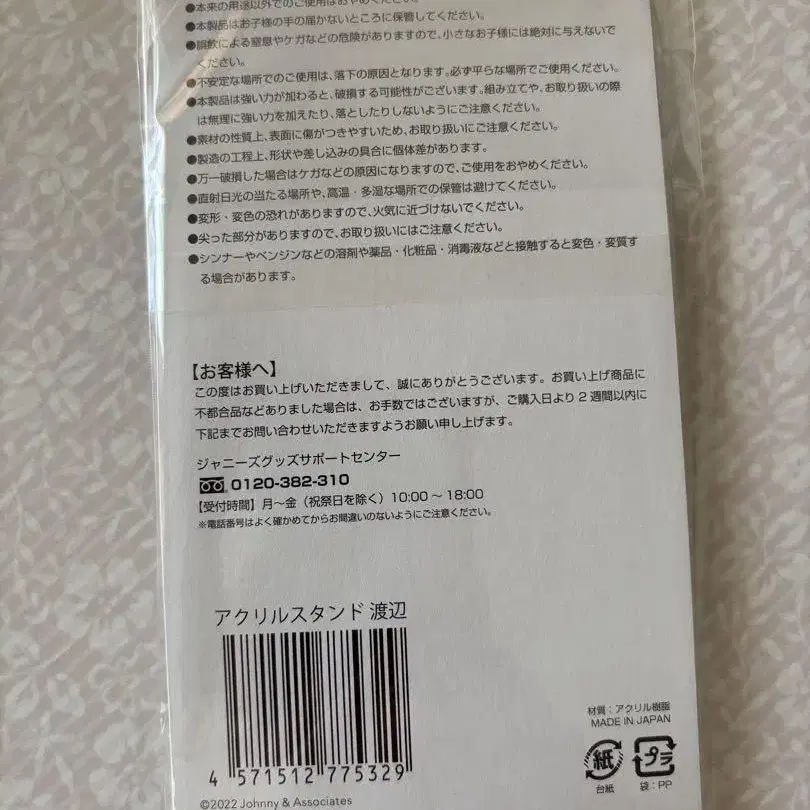 ●本来の用途以外でのご使用はおやめください。
●本製品はお子様の手の届かないところに保管してください。
●誤飲による窒息やケガなどの危険がありますので、小さなお子様には絶対に与えないで
ください。
●不安定な場所でのご使用は、落下の原因となります。必ず平らな場所でご使用ください。
●本製品は強い力が加わると、破損する可能性がございます。組み立てや、お取り扱いの際
は無理に強い力を加えたり、落としたりしないようにご注意ください。
●素材の性質上、表面に傷がつきやすいため、お取り扱いにご注意ください。
●製造の工程上、形状や差し込みの具合に個体差があります。
●万一破損した場合はケガなどの原因になりますので、ご使用をおやめください。
●直射日光の当たる場所や、高温・多湿な場所での保管は避けてください。
●変形・変色の恐れがありますので、火気に近づけないでください。
●尖った部分がありますので、お取り扱いにはご注意ください。
●シンナーやベンジンなどの溶剤や薬品・化粧品・消毒液などと接触すると変色・変質す
る場合があります。
【お客様へ】
この度はお買い上げいただきまして、誠にありがとうございます。お買い上げ商品に
不都合品などありました場合は、お手数ではございますが、ご購入日より2週間以内に
下記までお問い合わせいただきますようお願い申し上げます。
ジャニーズグッズサポートセンター
0120-382-310
【受付時間】月〜金（祝祭日を除く）10:00〜18:00
※電話番号はよく確かめてからお間違いのないようにご注意ください。
アクリルスタンド 渡辺
4 571512 775329
©2022 Johnny & Associates
材質：アクリル樹脂
MADE IN JAPAN
紙 プラ
台紙 袋：PP